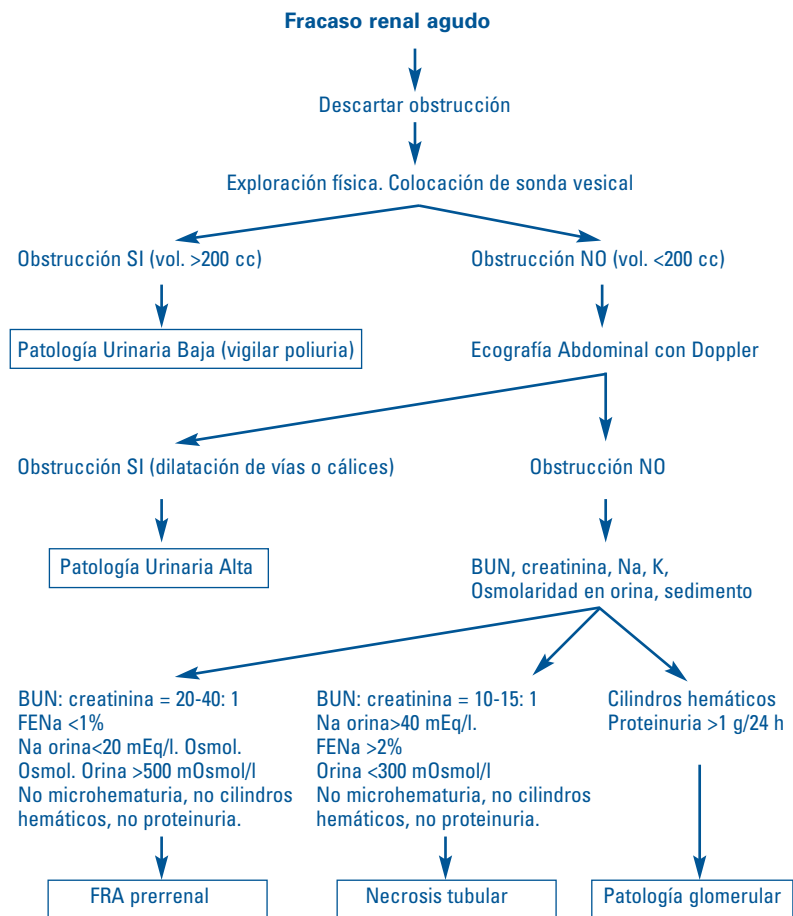 Fracaso renal agudo
Descartar obstrucción
Exploración física. Colocación de sonda vesical
Obstrucción SI (vol. >200 cc)
Obstrucción NO (vol. <200 cc)
Patología Urinaria Baja (vigilar poliuria)
Ecografía Abdominal con Doppler
Obstrucción SI (dilatación de vías o cálices)
Obstrucción NO
Patología Urinaria Alta
BUN, creatinina, Na, K,
Osmolaridad en orina, sedimento
BUN: creatinina = 20-40: 1
FENa <1%
Na orina<20 mEq/l. Osmol.
Osmol. Orina >500 mOsmol/l
No microhematuria, no cilindros
hemáticos, no proteinuria.
BUN: creatinina = 10-15: 1
Na orina>40 mEq/l.
FENa >2%
Orina <300 mOsmol/l
No microhematuria, no cilindros
hemáticos, no proteinuria.
Cilindros hemáticos
Proteinuria >1 g/24 h
FRA prerrenal
Necrosis tubular
Patología glomerular